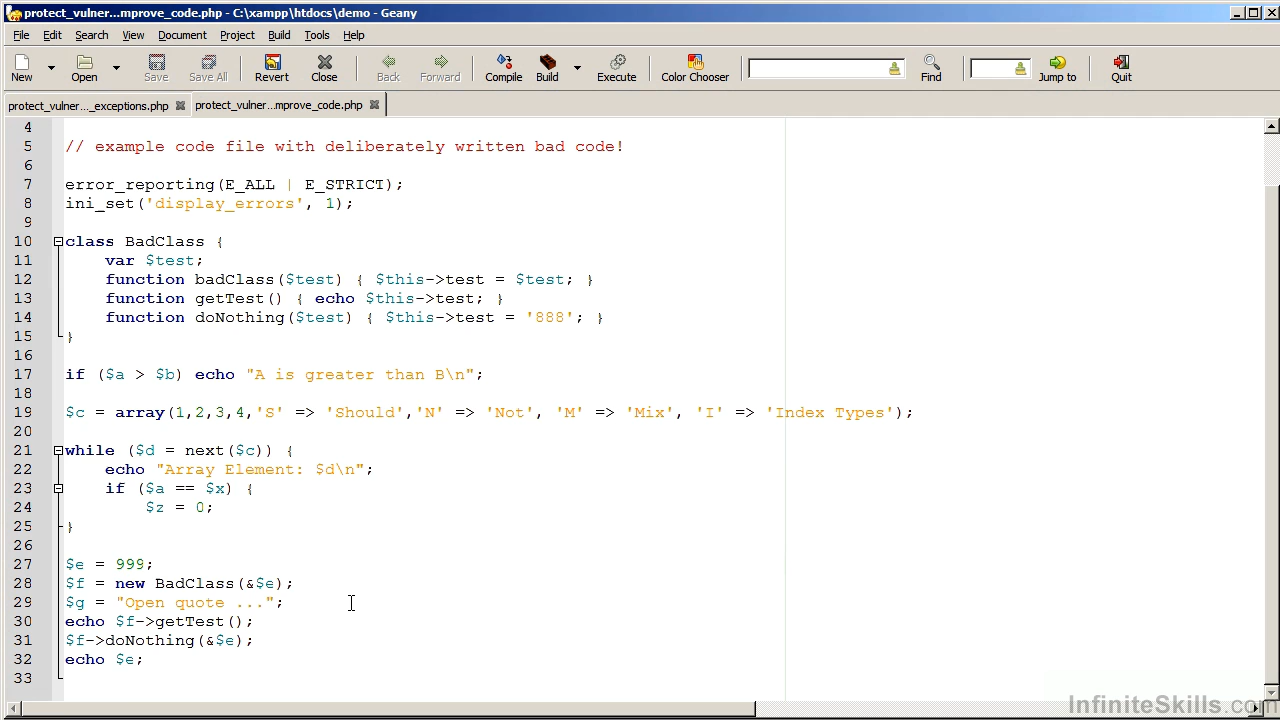 protect_vulner...mprove_code.php - C:\xampp\htdocs\demo - Geany
File Edit Search View Document Project Build Tools Help
New Open Save Save All Revert Close Back Forward Compile Build Execute Color Chooser Find Jump to Quit
protect_vulner..._exceptions.php protect_vulner...mprove_code.php
4
5 // example code file with deliberately written bad code!
6
7 error_reporting(E_ALL | E_STRICT);
8 ini_set('display_errors', 1);
9
10 class BadClass {
11 var $test;
12 function badClass($test) { $this->test = $test; }
13 function getTest() { echo $this->test; }
14 function doNothing($test) { $this->test = '888'; }
15 }
16
17 if ($a > $b) echo "A is greater than B\n";
18
19 $c = array(1,2,3,4,'S' => 'Should','N' => 'Not', 'M' => 'Mix', 'I' => 'Index Types');
20
21 while ($d = next($c)) {
22 echo "Array Element: $d\n";
23 if ($a == $x) {
24 $z = 0;
25 }
26
27 $e = 999;
28 $f = new BadClass(&$e);
29 $g = "Open quote ...";
30 echo $f->getTest();
31 $f->doNothing(&$e);
32 echo $e;
33
InfiniteSkills.com